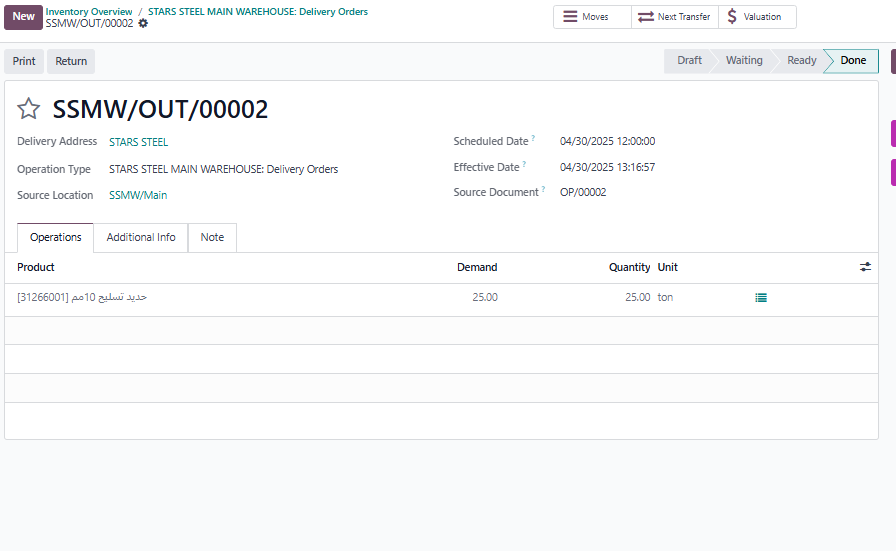 New
Inventory Overview / STARS STEEL MAIN WAREHOUSE: Delivery Orders
SSMW/OUT/00002
Moves
Next Transfer
Valuation
Print
Return
Draft
Waiting
Ready
Done
SSMW/OUT/00002
Delivery Address STARS STEEL
Scheduled Date ? 04/30/2025 12:00:00
Operation Type STARS STEEL MAIN WAREHOUSE: Delivery Orders
Effective Date ? 04/30/2025 13:16:57
Source Location SSMW/Main
Source Document ? OP/00002
Operations
Additional Info
Note
Product Demand Quantity Unit
[31266001] حديد تسليح 10مم 25.00 25.00 ton